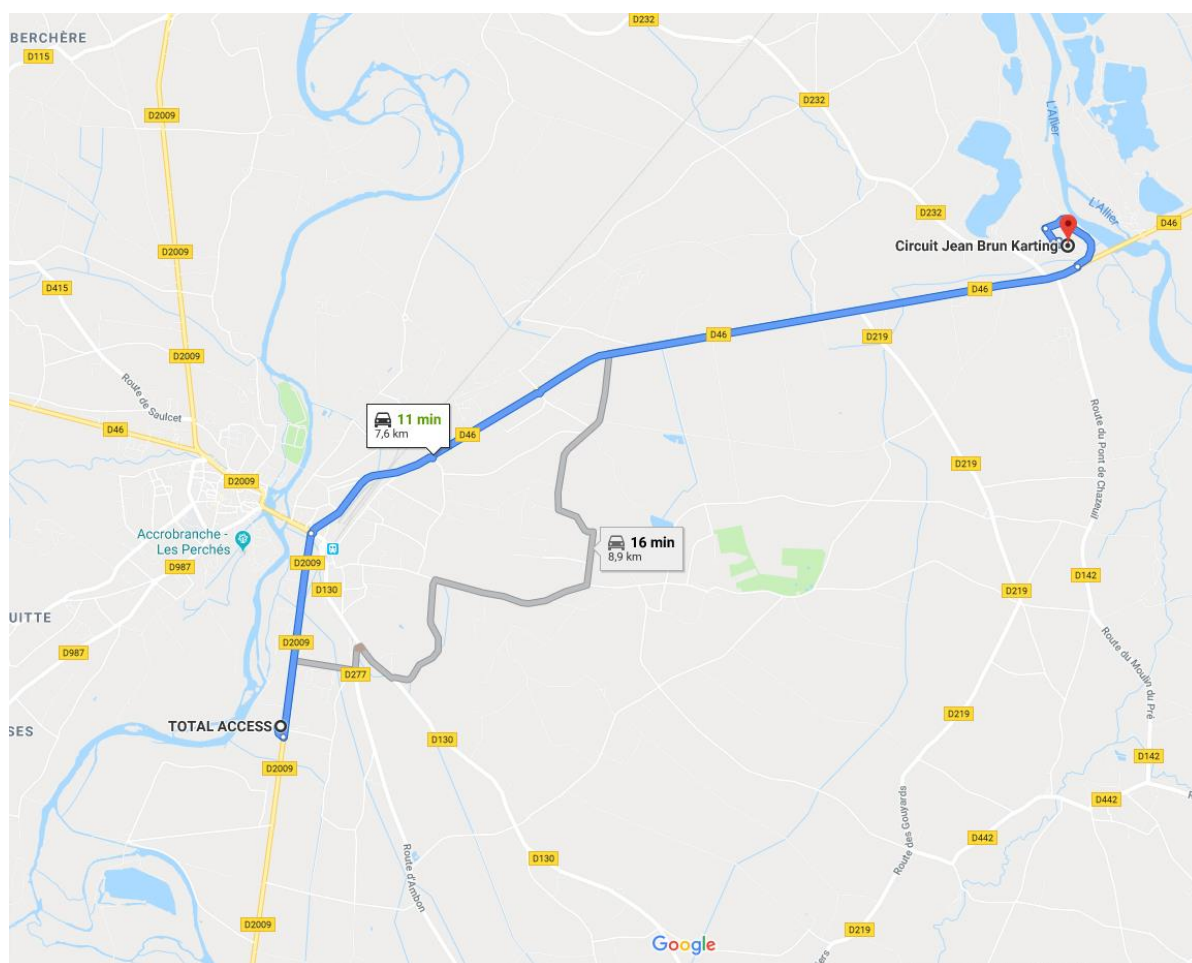 BERCHÈRE
D115
D232
D2009
D232
L'Allier
L'Allier
D232
D46
Circuit Jean Brun Karting
D2009
D415
D46
D46
D219
D2009
Route de Saulcet
11 min
7,6 km
D46
D46
D219
Route du Pont de Chazeuil
D2009
Accrobranche -
Les Perchés
16 min
8,9 km
D987
D2009
D130
D142
D219
UITTE
D2009
D987
D277
Route du Moulin du Pré
TOTAL ACCESS
SES
D219
D130
D2009
D142
D442
Route des Gouyards
D442
Route d'Ambon
D130
D2009
D219
Google